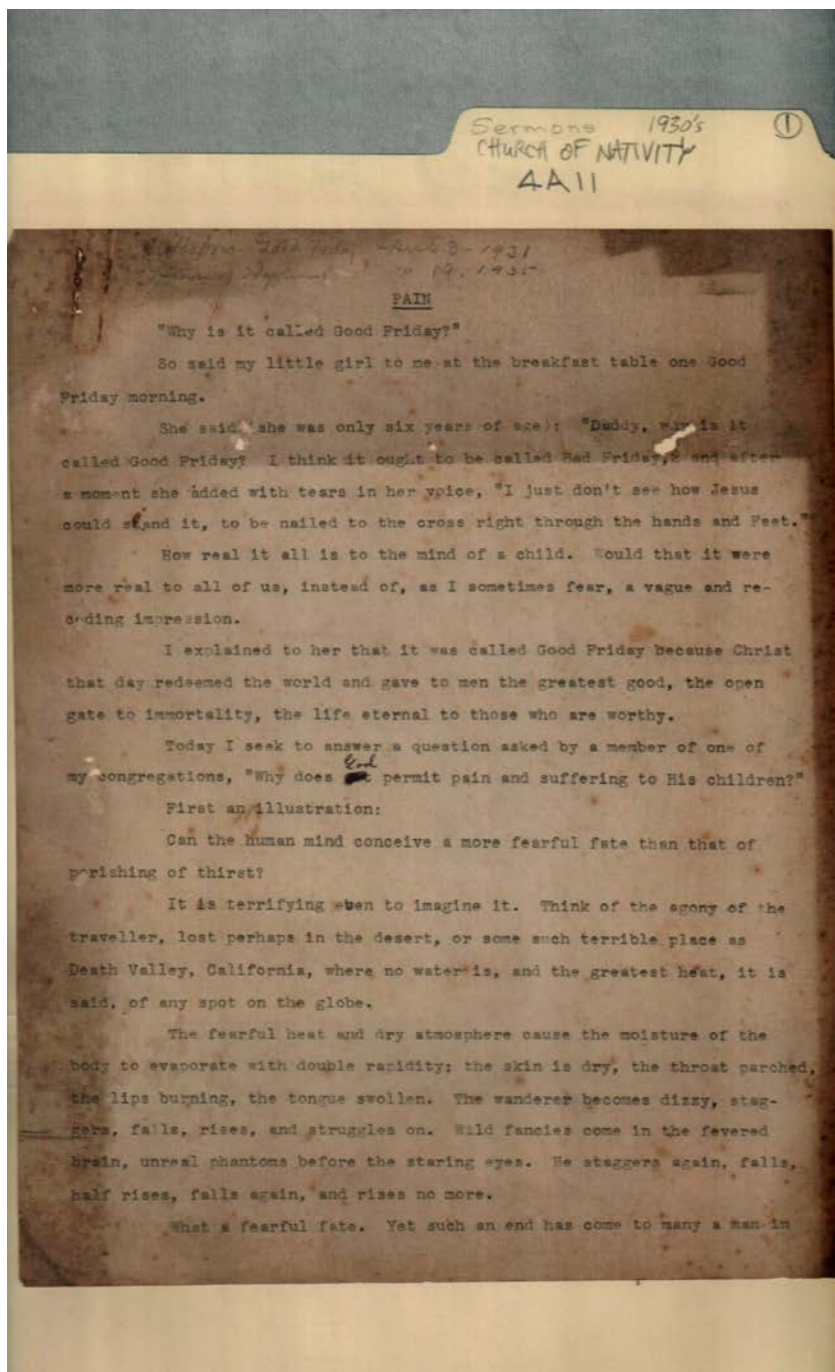 Sermons 1930's ①
CHURCH OF NATIVITY
4A11
Good Friday April 3 - 1931
" 19, 1935
PAIN
"Why is it called Good Friday?"
So said my little girl to me at the breakfast table one Good
Friday morning.
She said (she was only six years of age): "Daddy, why is it
called Good Friday? I think it ought to be called Bad Friday," and after
a moment she added with tears in her voice, "I just don't see how Jesus
could stand it, to be nailed to the cross right through the hands and Feet."
How real it all is to the mind of a child. Would that it were
more real to all of us, instead of, as I sometimes fear, a vague and re-
ceding impression.
I explained to her that it was called Good Friday because Christ
that day redeemed the world and gave to men the greatest good, the open
gate to immortality, the life eternal to those who are worthy.
Today I seek to answer a question asked by a member of one of
God
my congregations, "Why does permit pain and suffering to His children?"
First an illustration:
Can the human mind conceive a more fearful fate than that of
perishing of thirst?
It is terrifying even to imagine it. Think of the agony of the
traveller, lost perhaps in the desert, or some such terrible place as
Death Valley, California, where no water is, and the greatest heat, it is
said, of any spot on the globe.
The fearful heat and dry atmosphere cause the moisture of the
body to evaporate with double rapidity; the skin is dry, the throat parched,
the lips burning, the tongue swollen. The wanderer becomes dizzy, stag-
gers, falls, rises, and struggles on. Wild fancies come in the fevered
brain, unreal phantoms before the staring eyes. He staggers again, falls,
half rises, falls again, and rises no more.
What a fearful fate. Yet such an end has come to many a man in